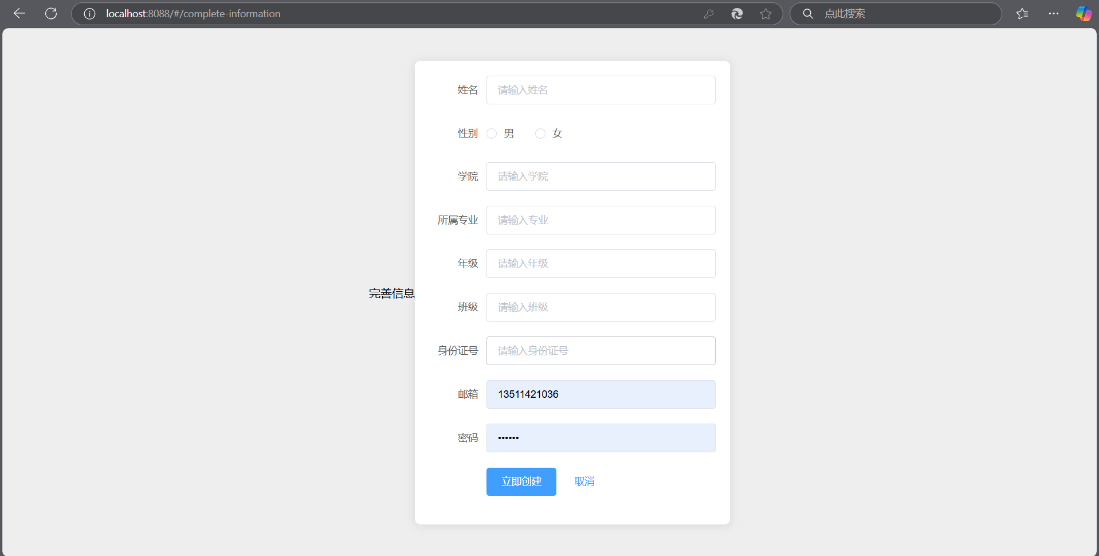 localhost:8088/#/complete-information
点此搜索
姓名 请输入姓名
性别 男 女
学院 请输入学院
所属专业 请输入专业
年级 请输入年级
完善信息
班级 请输入班级
身份证号 请输入身份证号
邮箱 13511421036
密码 ••••••
立即创建 取消